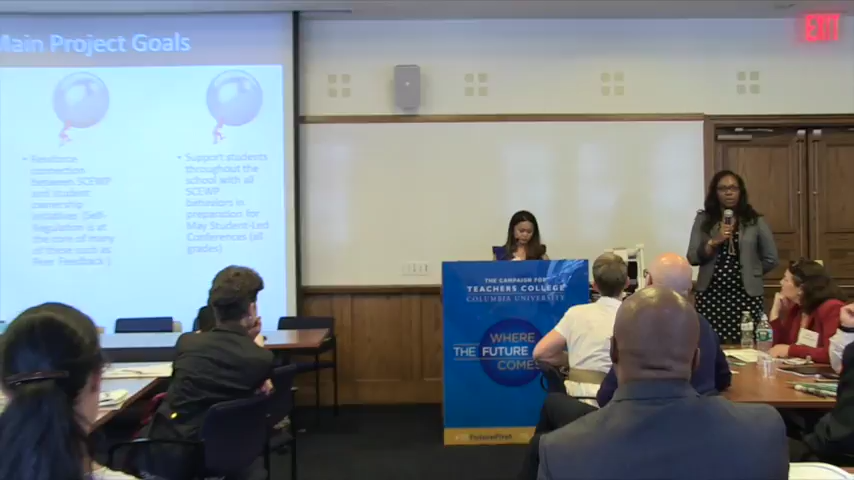 Main Project Goals
• Reinforce
connection
between SCEWP
and student
ownership
initiatives (Self-
Regulation is at
the core of many
of these such as
Peer Feedback)
• Support students
throughout the
school with all
SCEWP
behaviors in
preparation for
May Student-Led
Conferences (all
grades)
EXIT
THE CAMPAIGN FOR
TEACHERS COLLEGE
COLUMBIA UNIVERSITY
WHERE
THE FUTURE
COMES